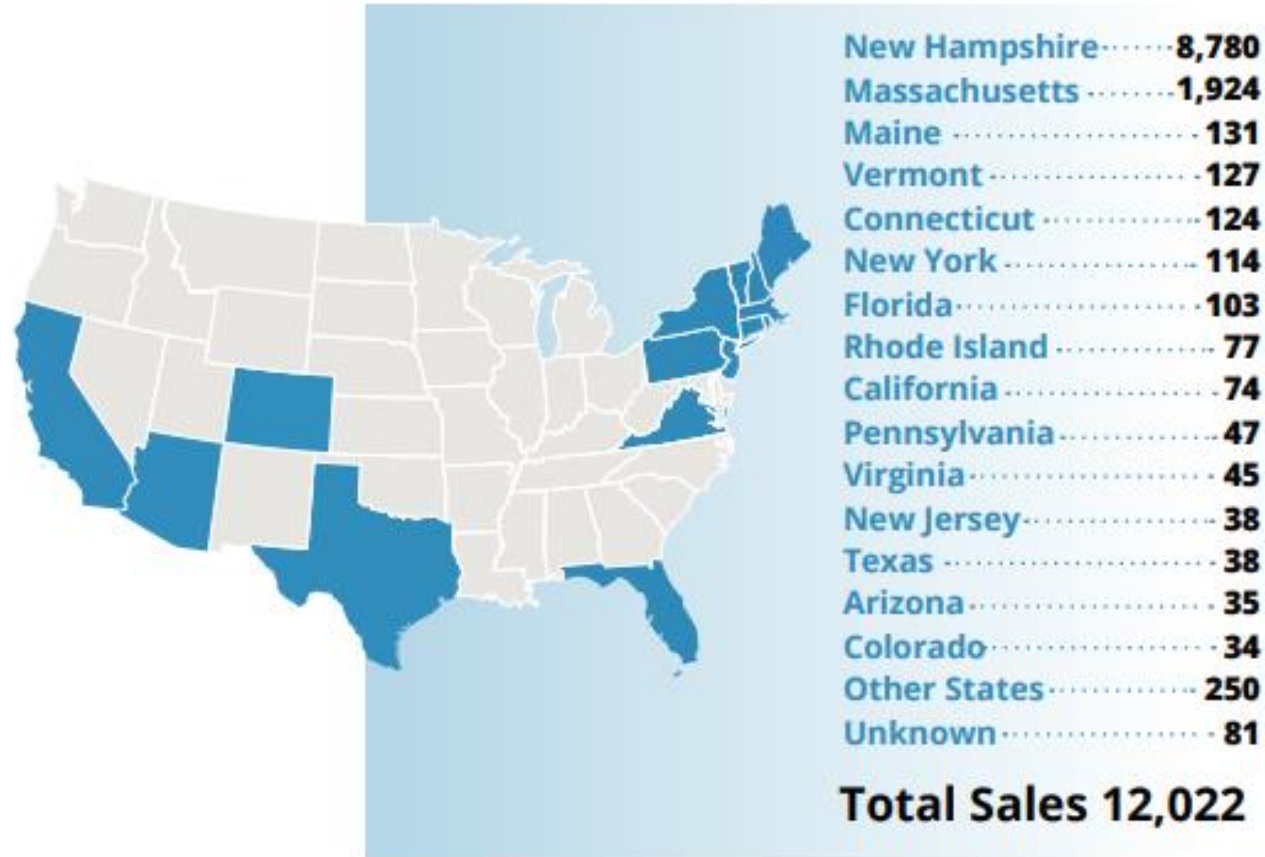 New Hampshire 8,780
Massachusetts 1,924
Maine 131
Vermont 127
Connecticut 124
New York 114
Florida 103
Rhode Island 77
California 74
Pennsylvania 47
Virginia 45
New Jersey 38
Texas 38
Arizona 35
Colorado 34
Other States 250
Unknown 81
Total Sales 12,022